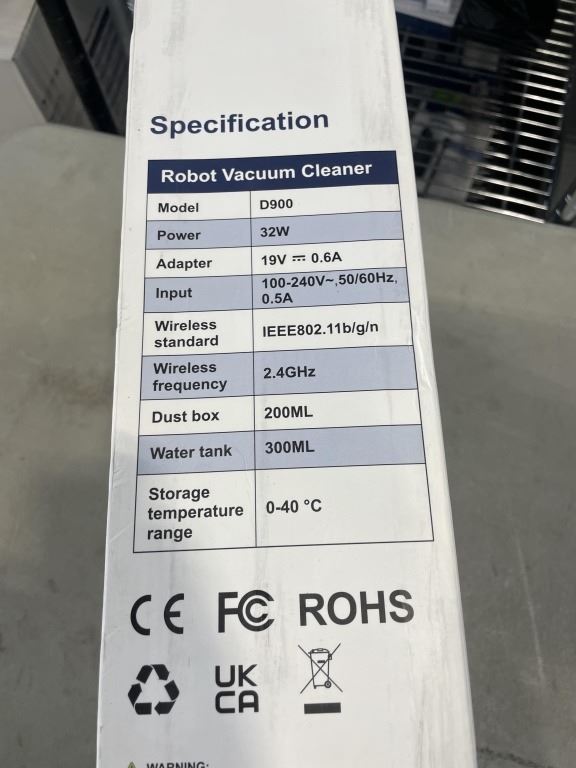 Specification
Robot Vacuum Cleaner
Model D900
Power 32W
Adapter 19V ⎓ 0.6A
Input 100-240V~,50/60Hz,
0.5A
Wireless
standard IEEE802.11b/g/n
Wireless
frequency 2.4GHz
Dust box 200ML
Water tank 300ML
Storage
temperature
range 0-40 °C
CE FC ROHS
UK
CA
WARNING: